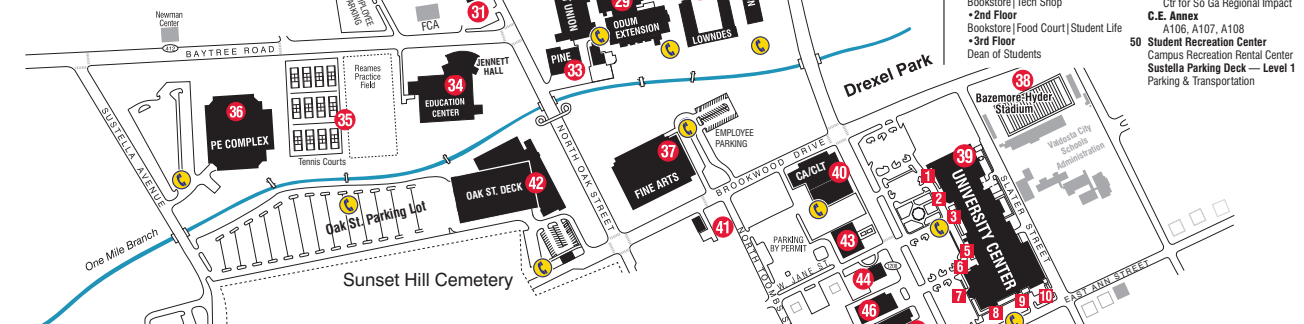 Newman
Center
EMPLOYEE
PARKING
FCA
31
UNION
29
ODUM
EXTENSION
LOWNDES
Bookstore | Tech Shop
•2nd Floor
Bookstore | Food Court | Student Life
•3rd Floor
Dean of Students
Ctr for So Ga Regional Impact
C.E. Annex
A106, A107, A108
50 Student Recreation Center
Campus Recreation Rental Center
Sustella Parking Deck — Level 1
Parking & Transportation
412
BAYTREE ROAD
PINE
33
JENNETT
HALL
34
EDUCATION
CENTER
Reames
Practice
Field
35
Tennis Courts
36
PE COMPLEX
SUSTELLA AVENUE
Drexel Park
38
Bazemore-Hyder
Stadium
Valdosta City
Schools
Administration
EMPLOYEE
PARKING
37
FINE ARTS
NORTH OAK STREET
BROOKWOOD DRIVE
CA/CLT
40
39
UNIVERSITY CENTER
SLATER STREET
1
2
3
5
6
7
8
9
10
OAK ST. DECK
42
Oak St. Parking Lot
One Mile Branch
Sunset Hill Cemetery
41
43
PARKING
BY PERMIT
NORTH TOOMBS
W JANE ST
44
1208
46
EAST ANN STREET